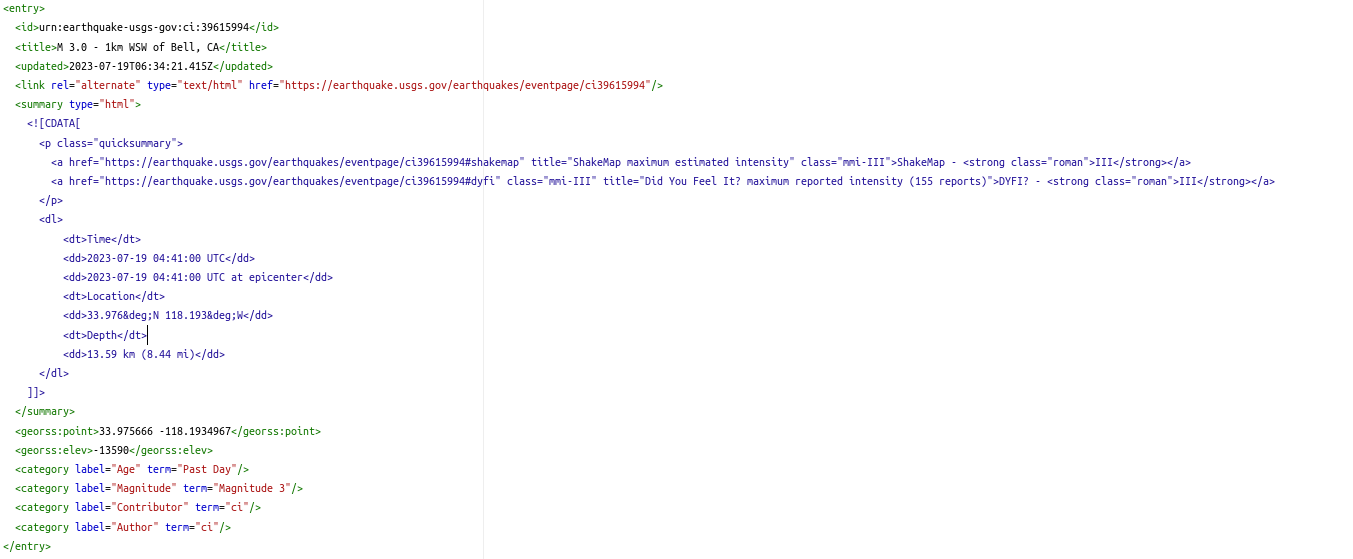 <entry>
<id>urn:earthquake-usgs-gov:ci:39615994</id>
<title>M 3.0 - 1km WSW of Bell, CA</title>
<updated>2023-07-19T06:34:21.415Z</updated>
<link rel="alternate" type="text/html" href="https://earthquake.usgs.gov/earthquakes/eventpage/ci39615994"/>
<summary type="html">
<![CDATA[
<p class="quicksummary">
<a href="https://earthquake.usgs.gov/earthquakes/eventpage/ci39615994#shakemap" title="ShakeMap maximum estimated intensity" class="mmi-III">ShakeMap - <strong class="roman">III</strong></a>
<a href="https://earthquake.usgs.gov/earthquakes/eventpage/ci39615994#dyfi" class="mmi-III" title="Did You Feel It? maximum reported intensity (155 reports)">DYFI? - <strong class="roman">III</strong></a>
</p>
<dl>
<dt>Time</dt>
<dd>2023-07-19 04:41:00 UTC</dd>
<dd>2023-07-19 04:41:00 UTC at epicenter</dd>
<dt>Location</dt>
<dd>33.976&deg;N 118.193&deg;W</dd>
<dt>Depth</dt>
<dd>13.59 km (8.44 mi)</dd>
</dl>
]]>
</summary>
<georss:point>33.975666 -118.1934967</georss:point>
<georss:elev>-13590</georss:elev>
<category label="Age" term="Past Day"/>
<category label="Magnitude" term="Magnitude 3"/>
<category label="Contributor" term="ci"/>
<category label="Author" term="ci"/>
</entry>